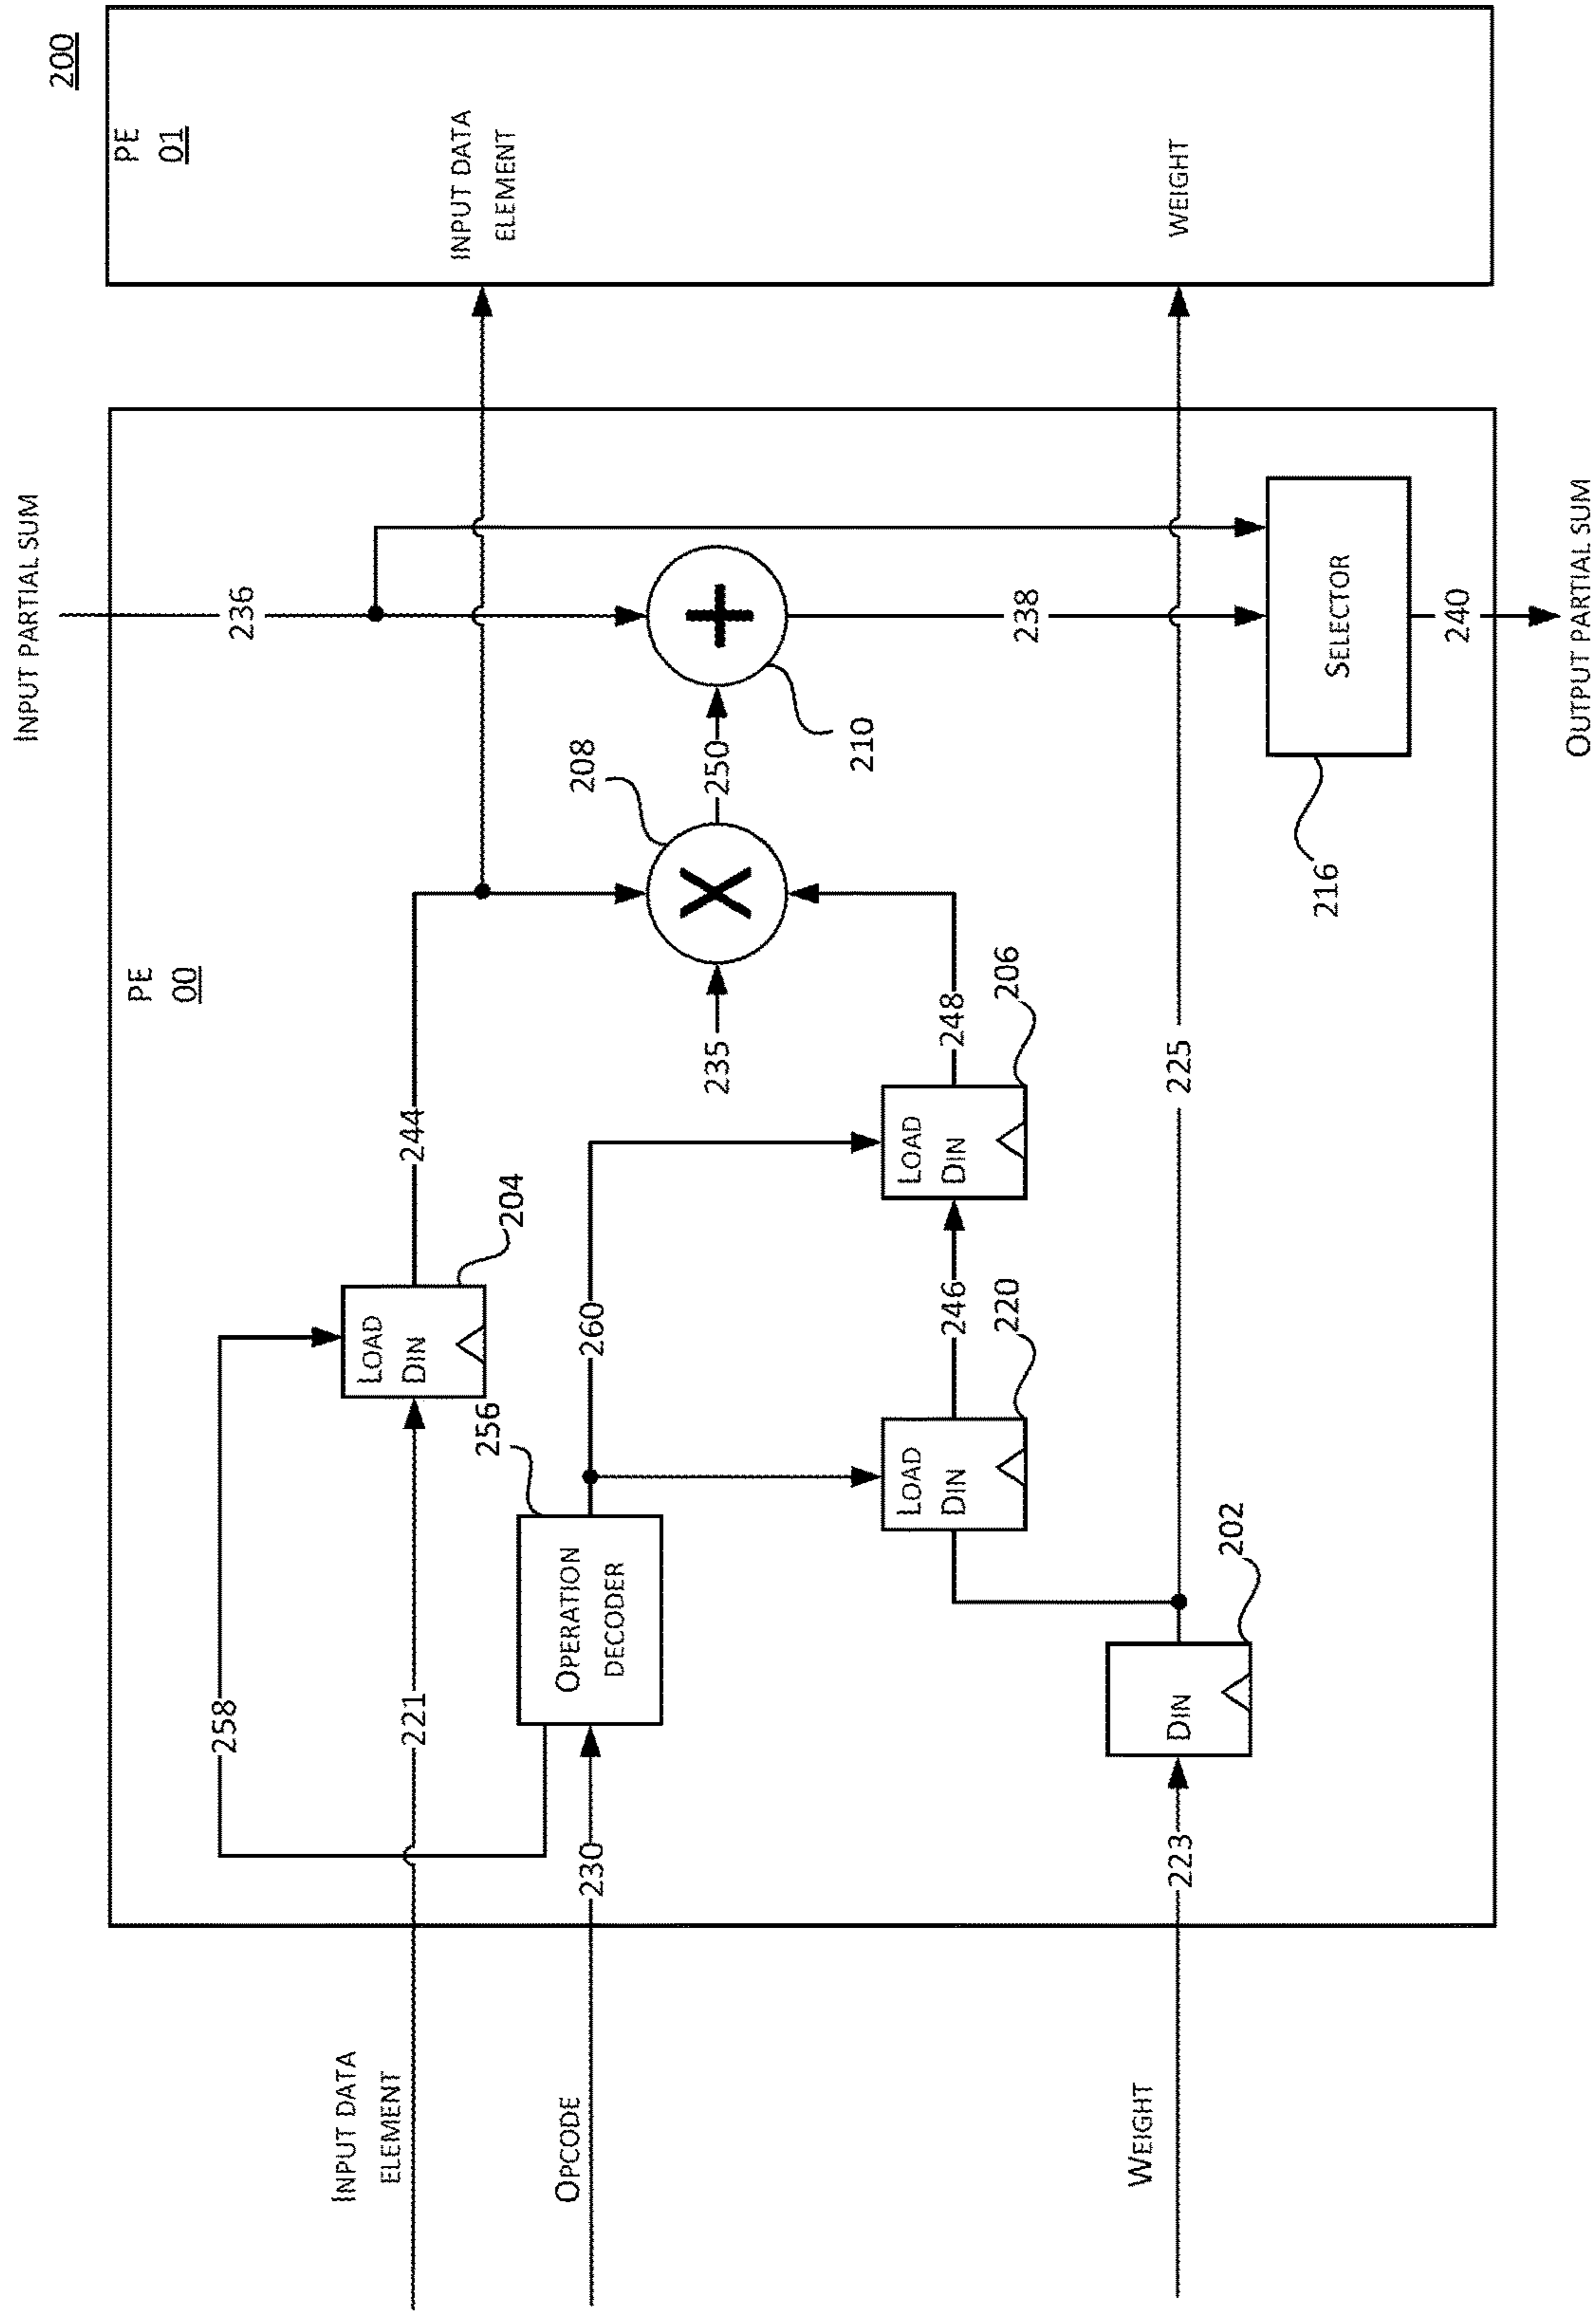 200
INPUT PARTIAL SUM
PE
00
PE
01
236
INPUT DATA
ELEMENT
258
221
LOAD
DIN
204
244
INPUT DATA
ELEMENT
OPCODE
230
OPERATION
DECODER
256
260
235
208
250
210
LOAD
DIN
220
246
LOAD
DIN
206
248
238
WEIGHT
223
DIN
202
225
WEIGHT
216
SELECTOR
240
OUTPUT PARTIAL SUM